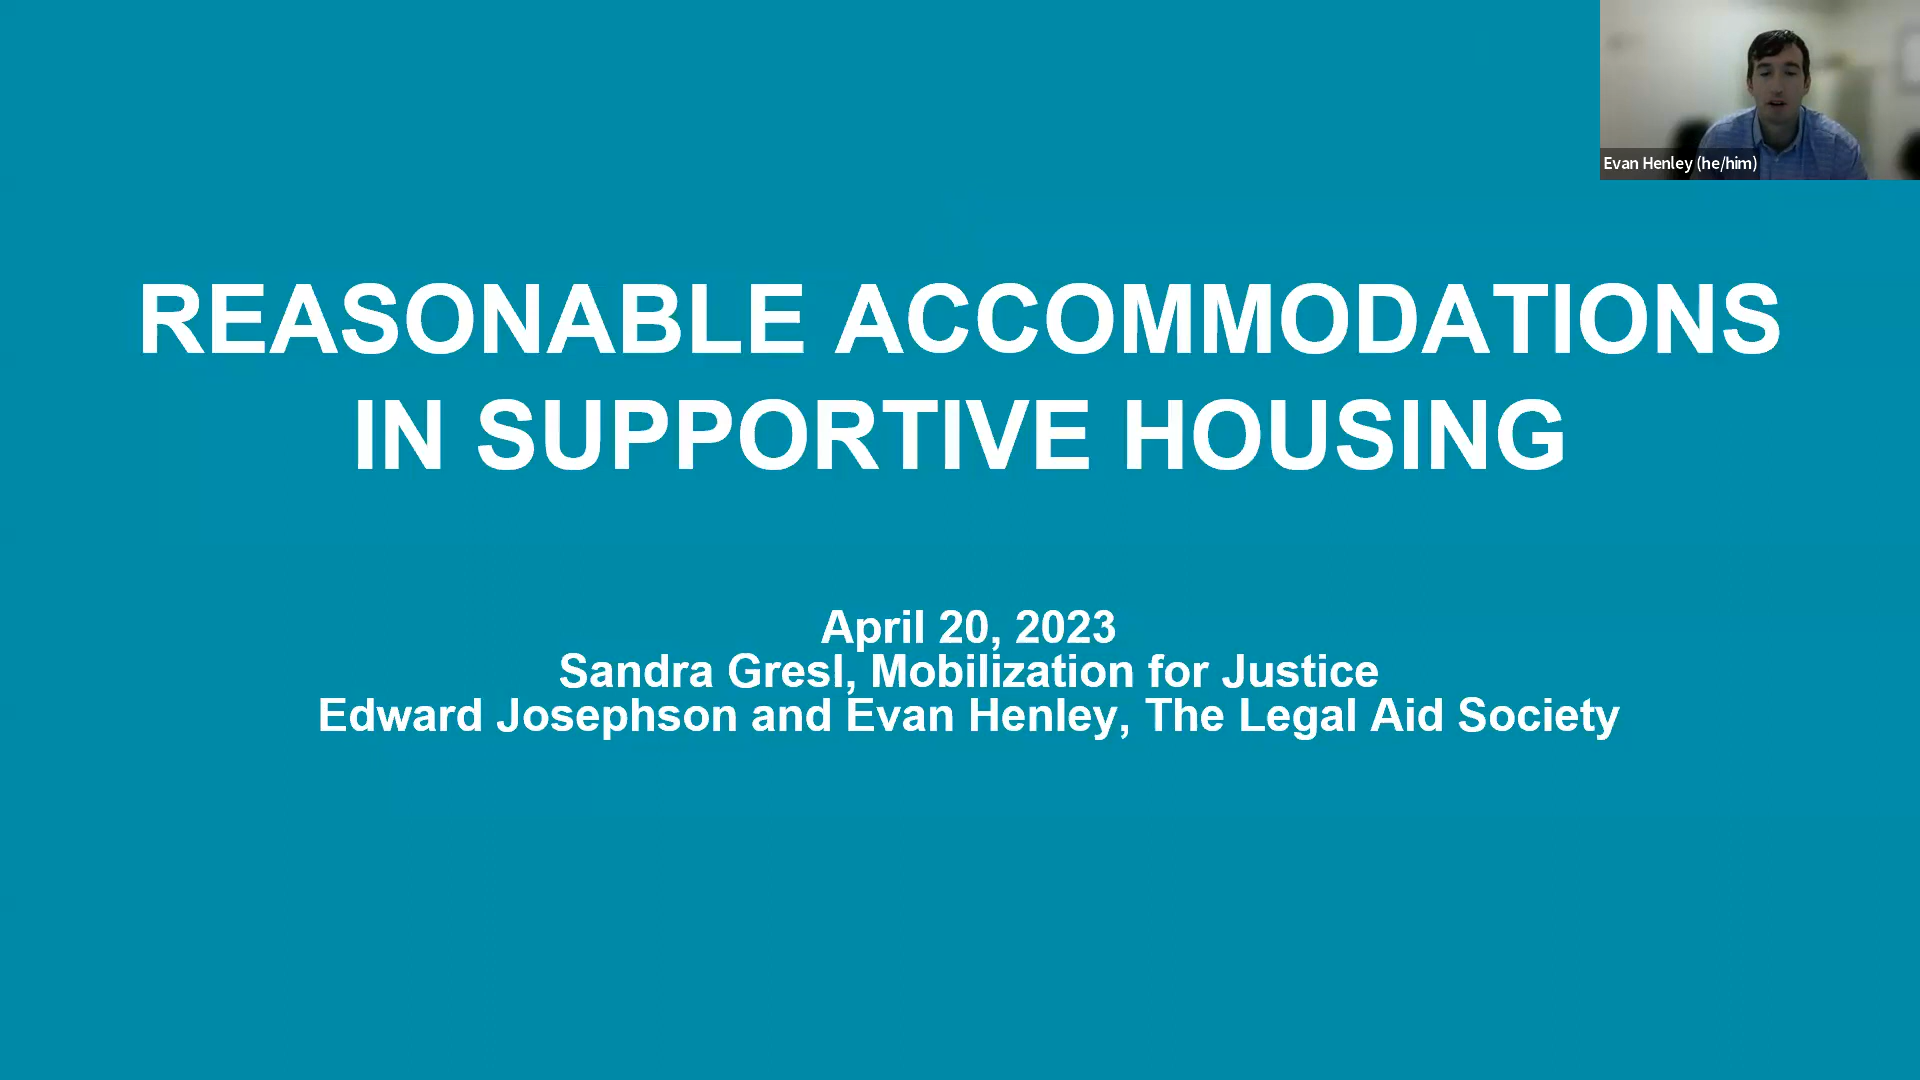 Evan Henley (he/him)
REASONABLE ACCOMMODATIONS
IN SUPPORTIVE HOUSING
April 20, 2023
Sandra Gresl, Mobilization for Justice
Edward Josephson and Evan Henley, The Legal Aid Society